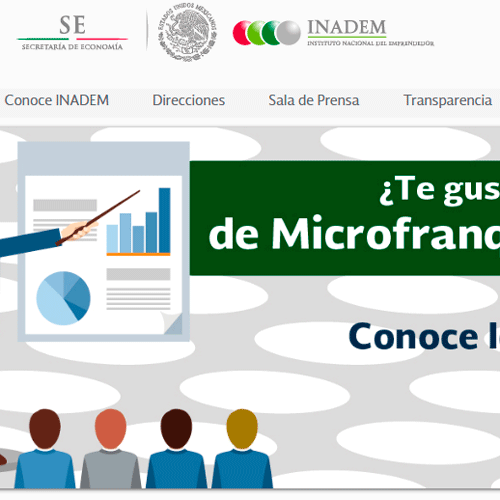 SE
SECRETARÍA DE ECONOMÍA
ESTADOS UNIDOS MEXICANOS
INADEM
INSTITUTO NACIONAL DEL EMPRENDEDOR
Conoce INADEM
Direcciones
Sala de Prensa
Transparencia
¿Te gus
de Microfranc
Conoce l